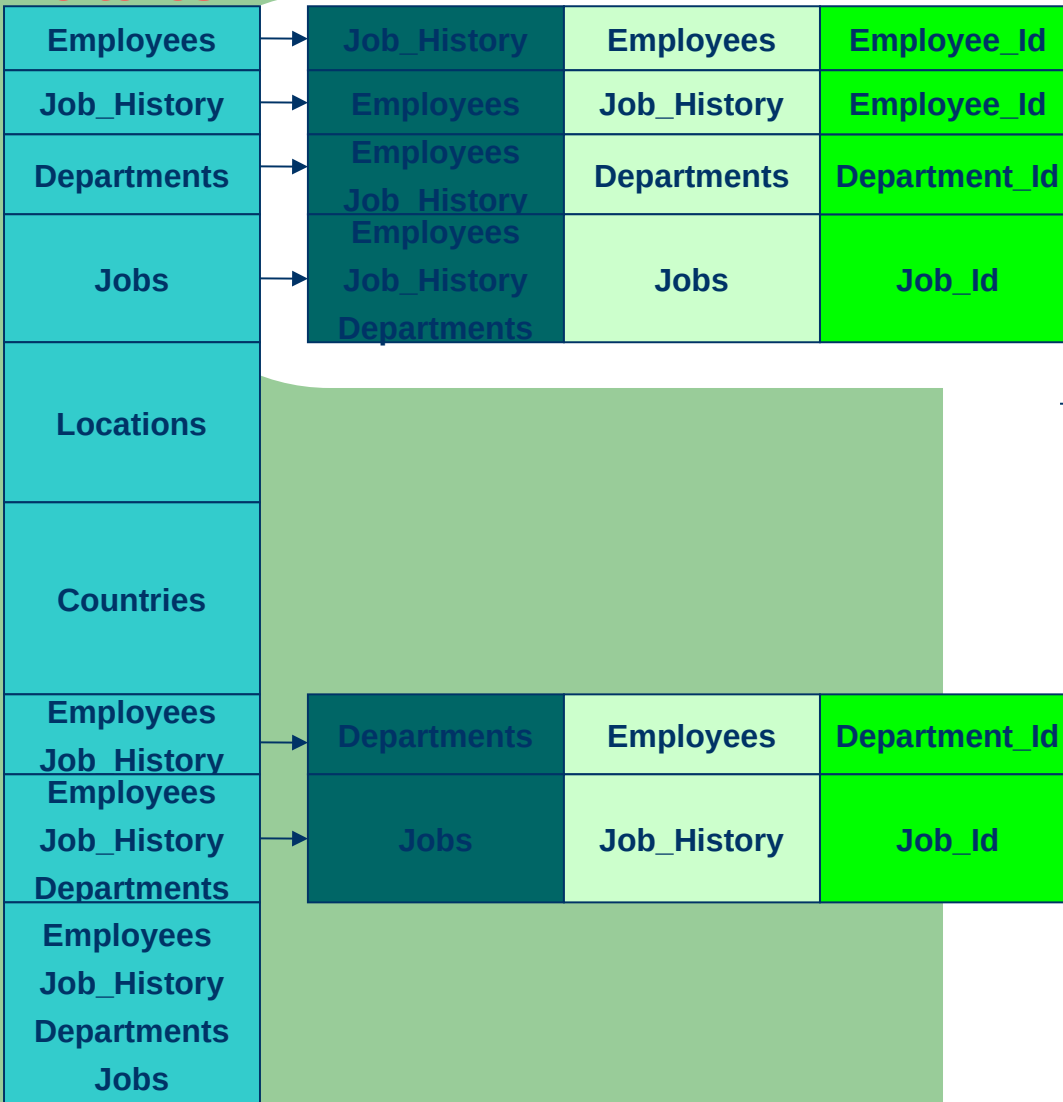 Employees
Job_History
Employees
Employee_Id
Job_History
Employees
Job_History
Employee_Id
Departments
Employees
Job_History
Departments
Department_Id
Jobs
Employees
Job_History
Departments
Jobs
Job_Id
Locations
Countries
Employees
Job_History
Departments
Employees
Department_Id
Employees
Job_History
Departments
Jobs
Job_History
Job_Id
Employees
Job_History
Departments
Jobs